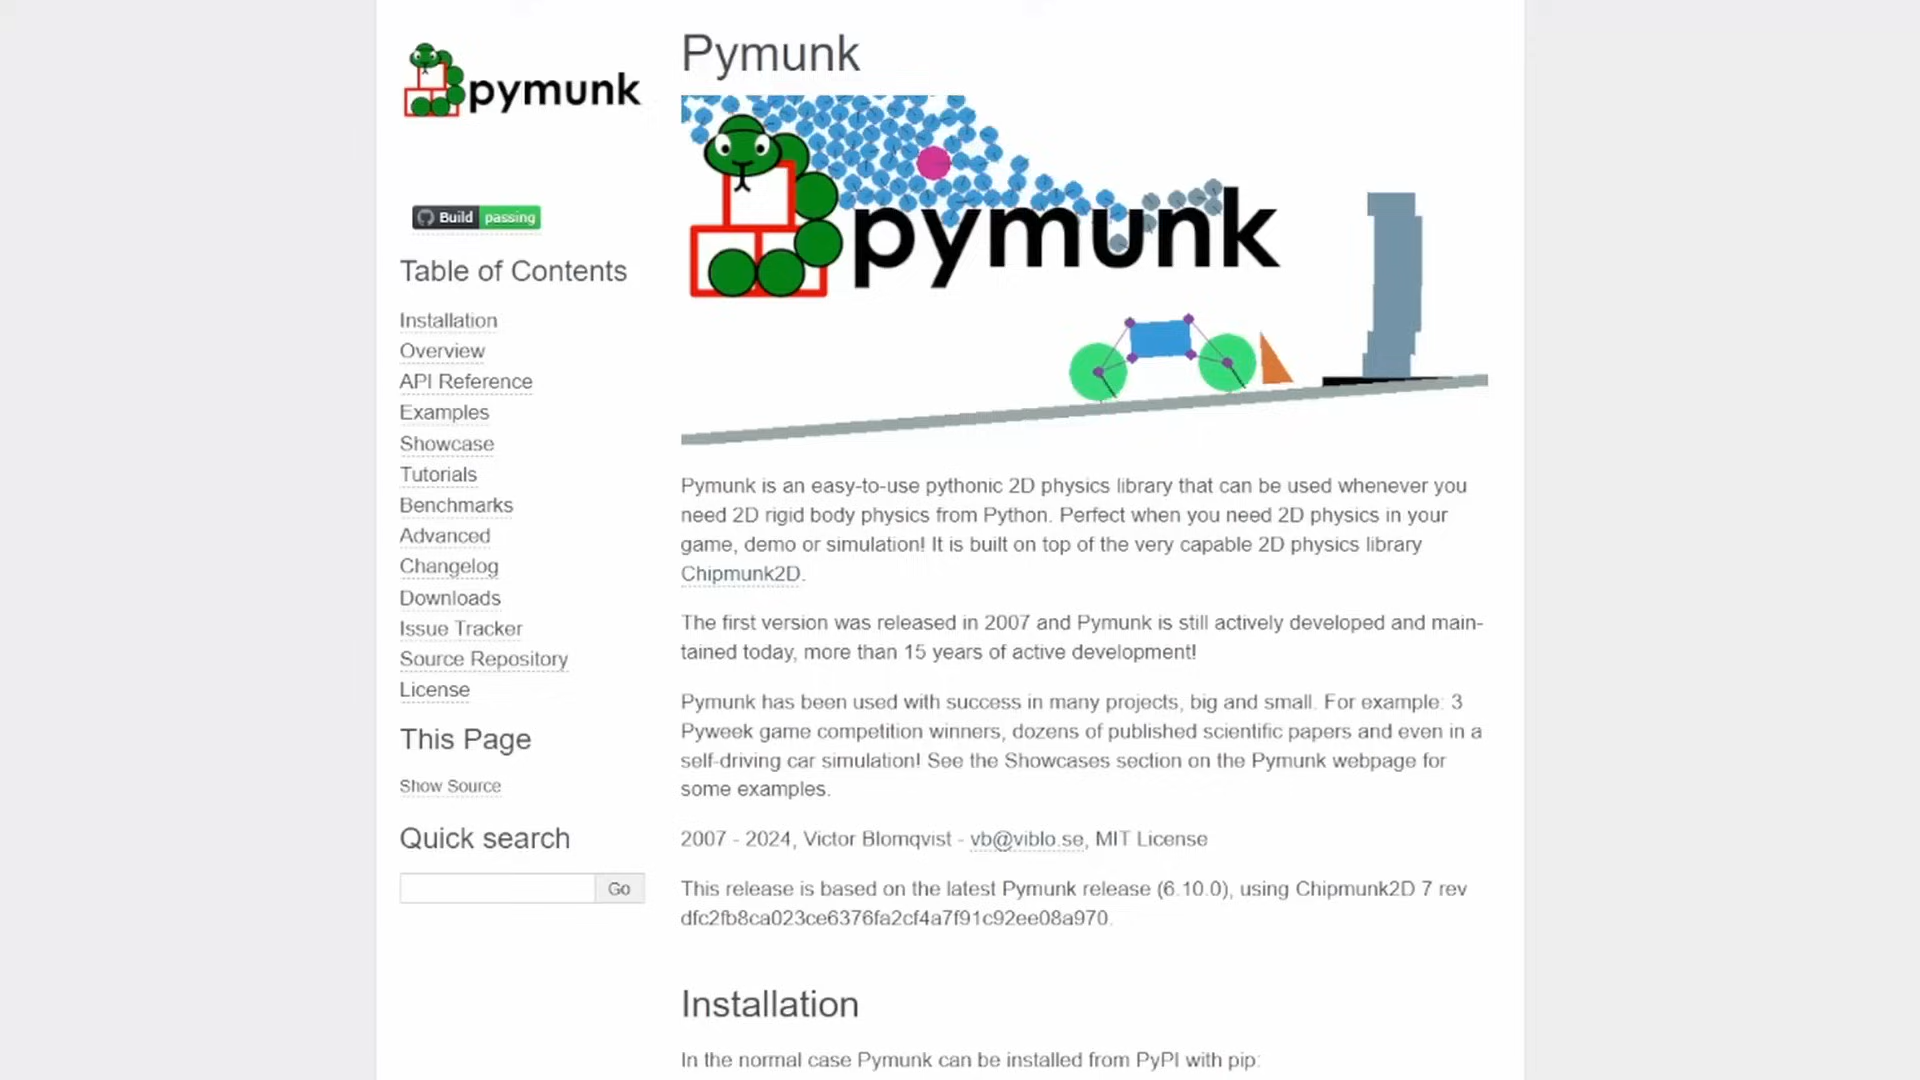 pymunk
Build passing
Table of Contents
Installation
Overview
API Reference
Examples
Showcase
Tutorials
Benchmarks
Advanced
Changelog
Downloads
Issue Tracker
Source Repository
License
This Page
Show Source
Quick search
Go
Pymunk
pymunk
Pymunk is an easy-to-use pythonic 2D physics library that can be used whenever you
need 2D rigid body physics from Python. Perfect when you need 2D physics in your
game, demo or simulation! It is built on top of the very capable 2D physics library
Chipmunk2D.
The first version was released in 2007 and Pymunk is still actively developed and main-
tained today, more than 15 years of active development!
Pymunk has been used with success in many projects, big and small. For example: 3
Pyweek game competition winners, dozens of published scientific papers and even in a
self-driving car simulation! See the Showcases section on the Pymunk webpage for
some examples.
2007 - 2024, Victor Blomqvist - vb@viblo.se, MIT License
This release is based on the latest Pymunk release (6.10.0), using Chipmunk2D 7 rev
dfc2fb8ca023ce6376fa2cf4a7f91c92ee08a970.
Installation
In the normal case Pymunk can be installed from PyPI with pip: